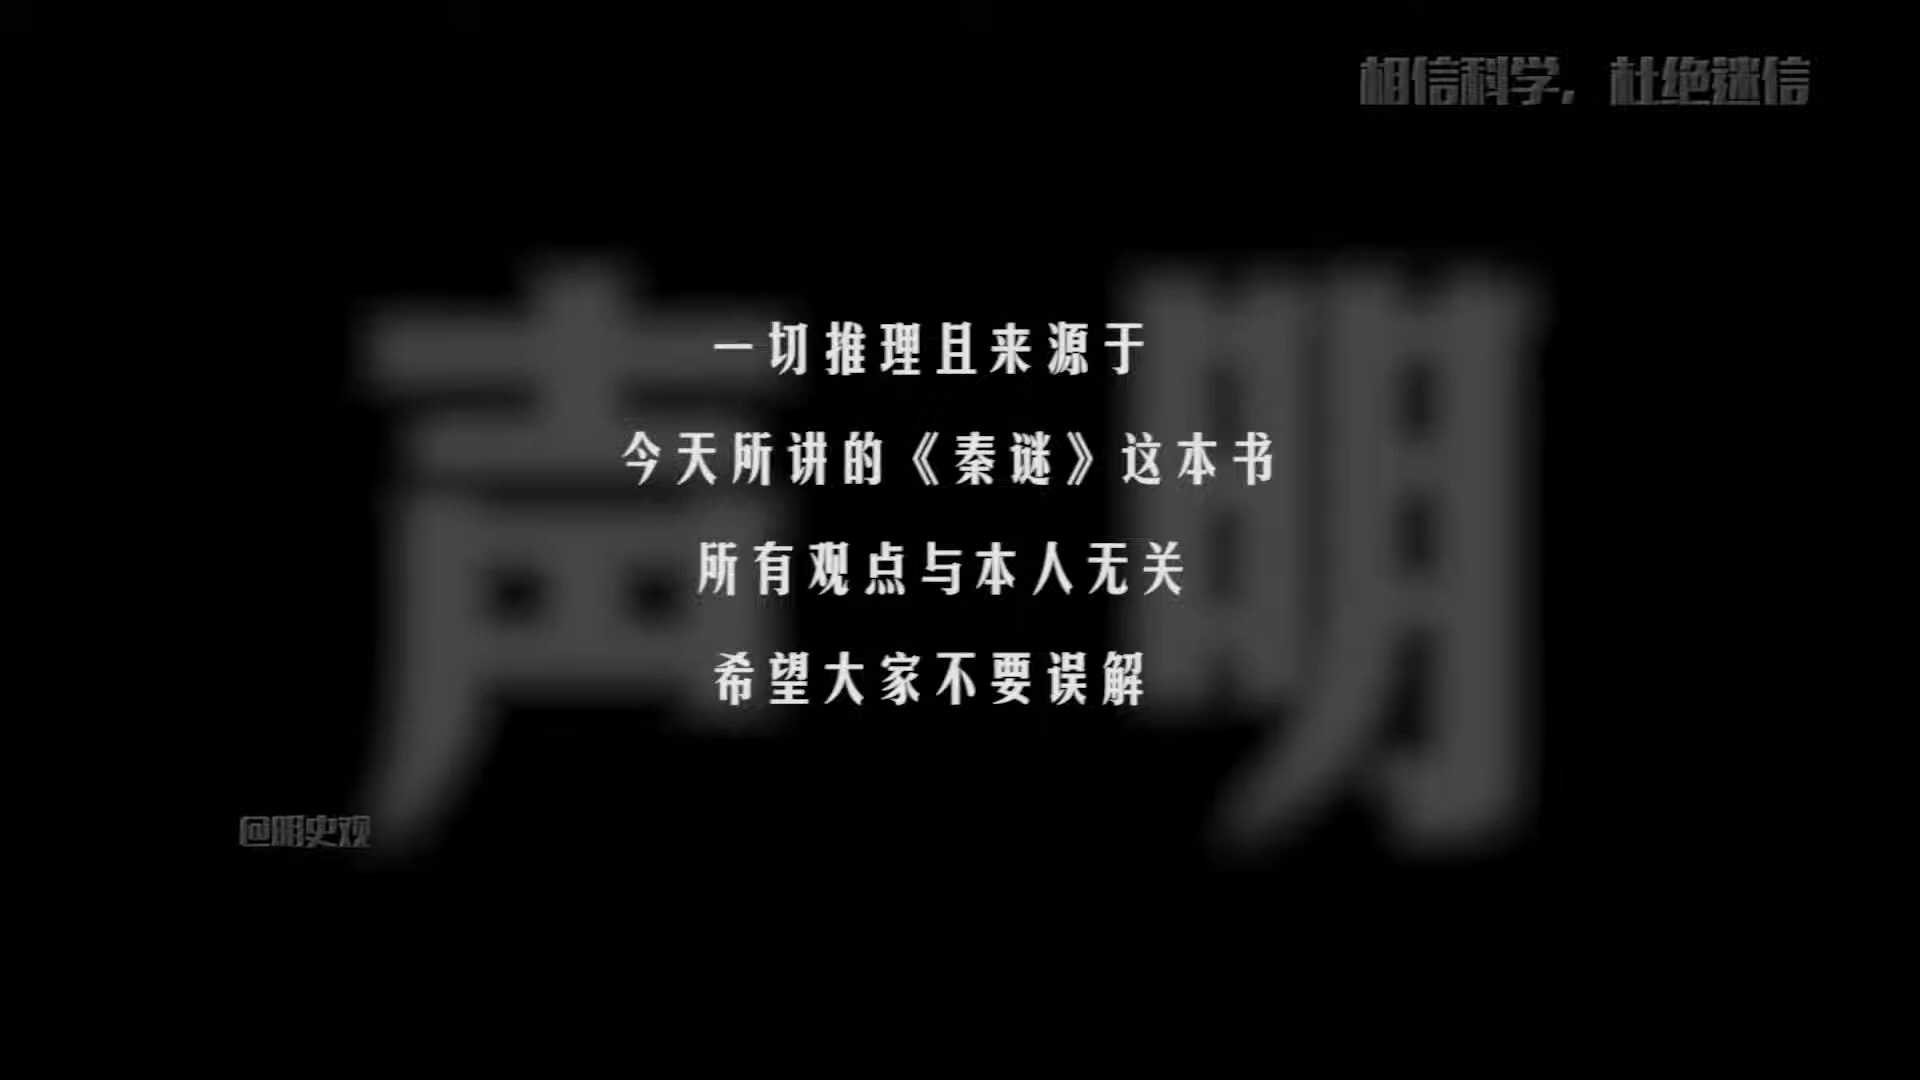 相信科学，杜绝迷信
声明
一切推理且来源于
今天所讲的《秦谜》这本书
所有观点与本人无关
希望大家不要误解
@明史观